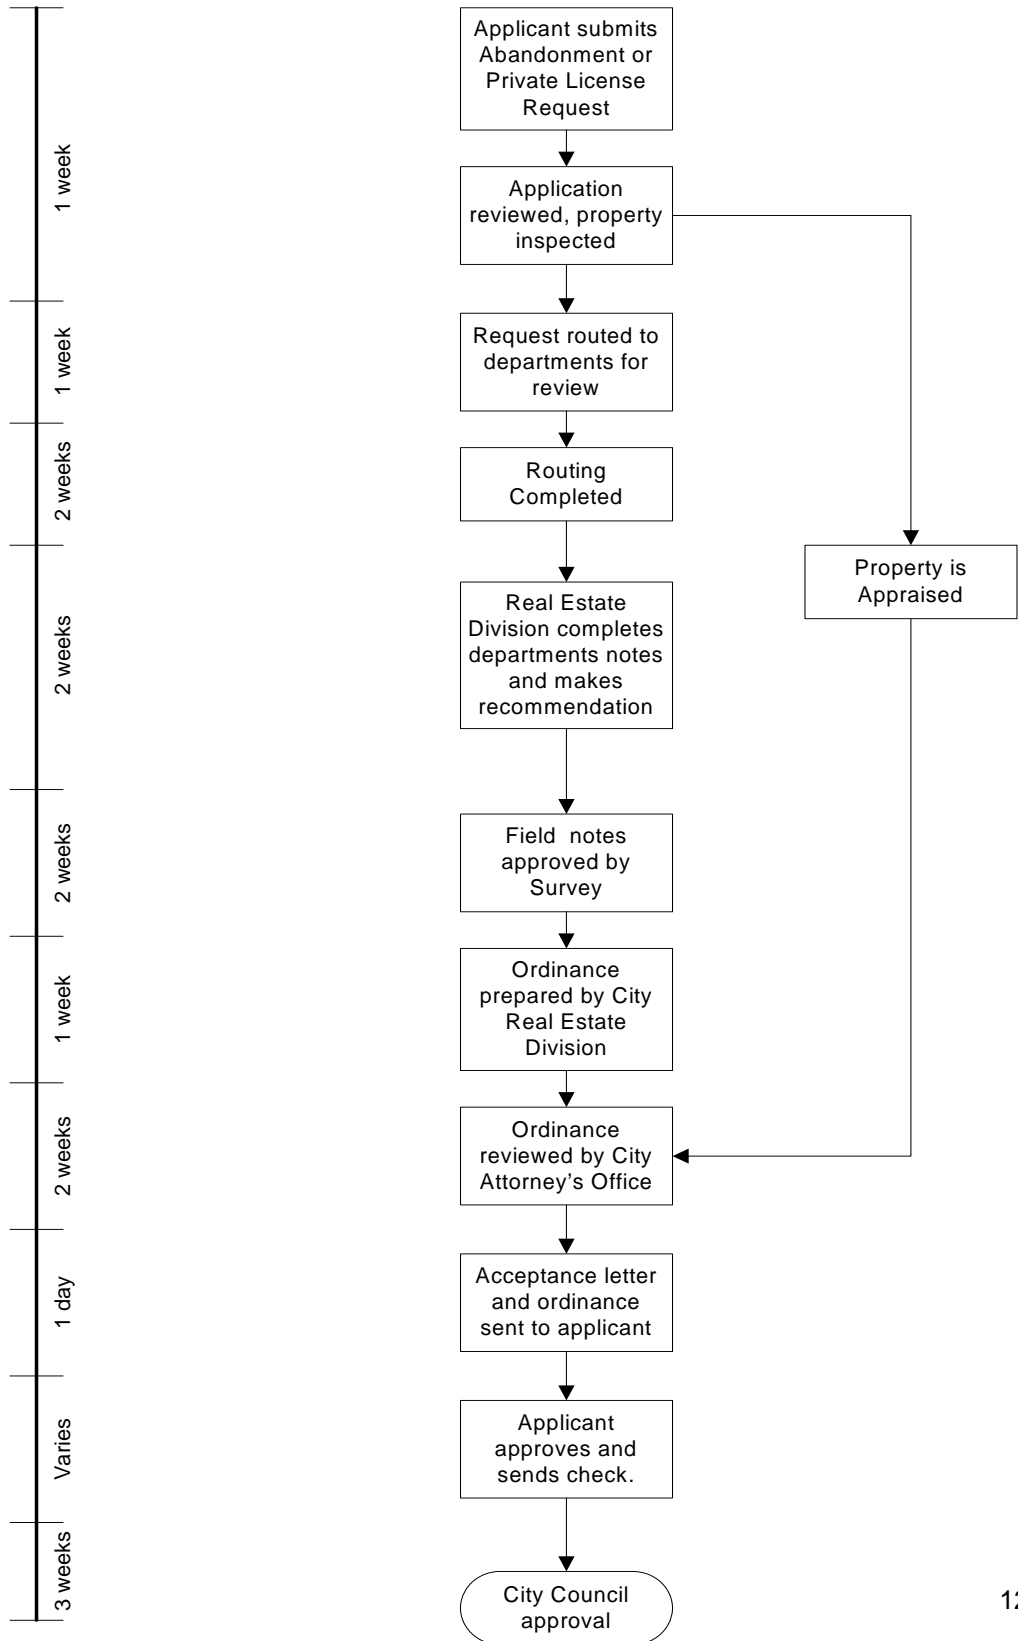 Applicant submits
Abandonment or
Private License
Request
1 week
Application
reviewed, property
inspected
1 week
Request routed to
departments for
review
2 weeks
Routing
Completed
2 weeks
Real Estate
Division completes
departments notes
and makes
recommendation
Property is
Appraised
2 weeks
Field notes
approved by
Survey
1 week
Ordinance
prepared by City
Real Estate
Division
2 weeks
Ordinance
reviewed by City
Attorney's Office
1 day
Acceptance letter
and ordinance
sent to applicant
Varies
Applicant
approves and
sends check.
3 weeks
City Council
approval